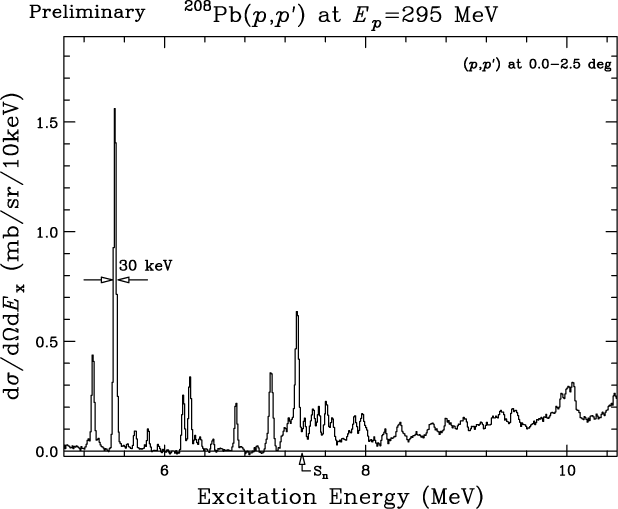 Preliminary ²⁰⁸Pb(p,p′) at Eₚ=295 MeV
(p,p′) at 0.0−2.5 deg
dσ/dΩdEₓ (mb/sr/10keV)
1.5
1.0
30 keV
0.5
0.0
6 8 10
Sₙ
Excitation Energy (MeV)